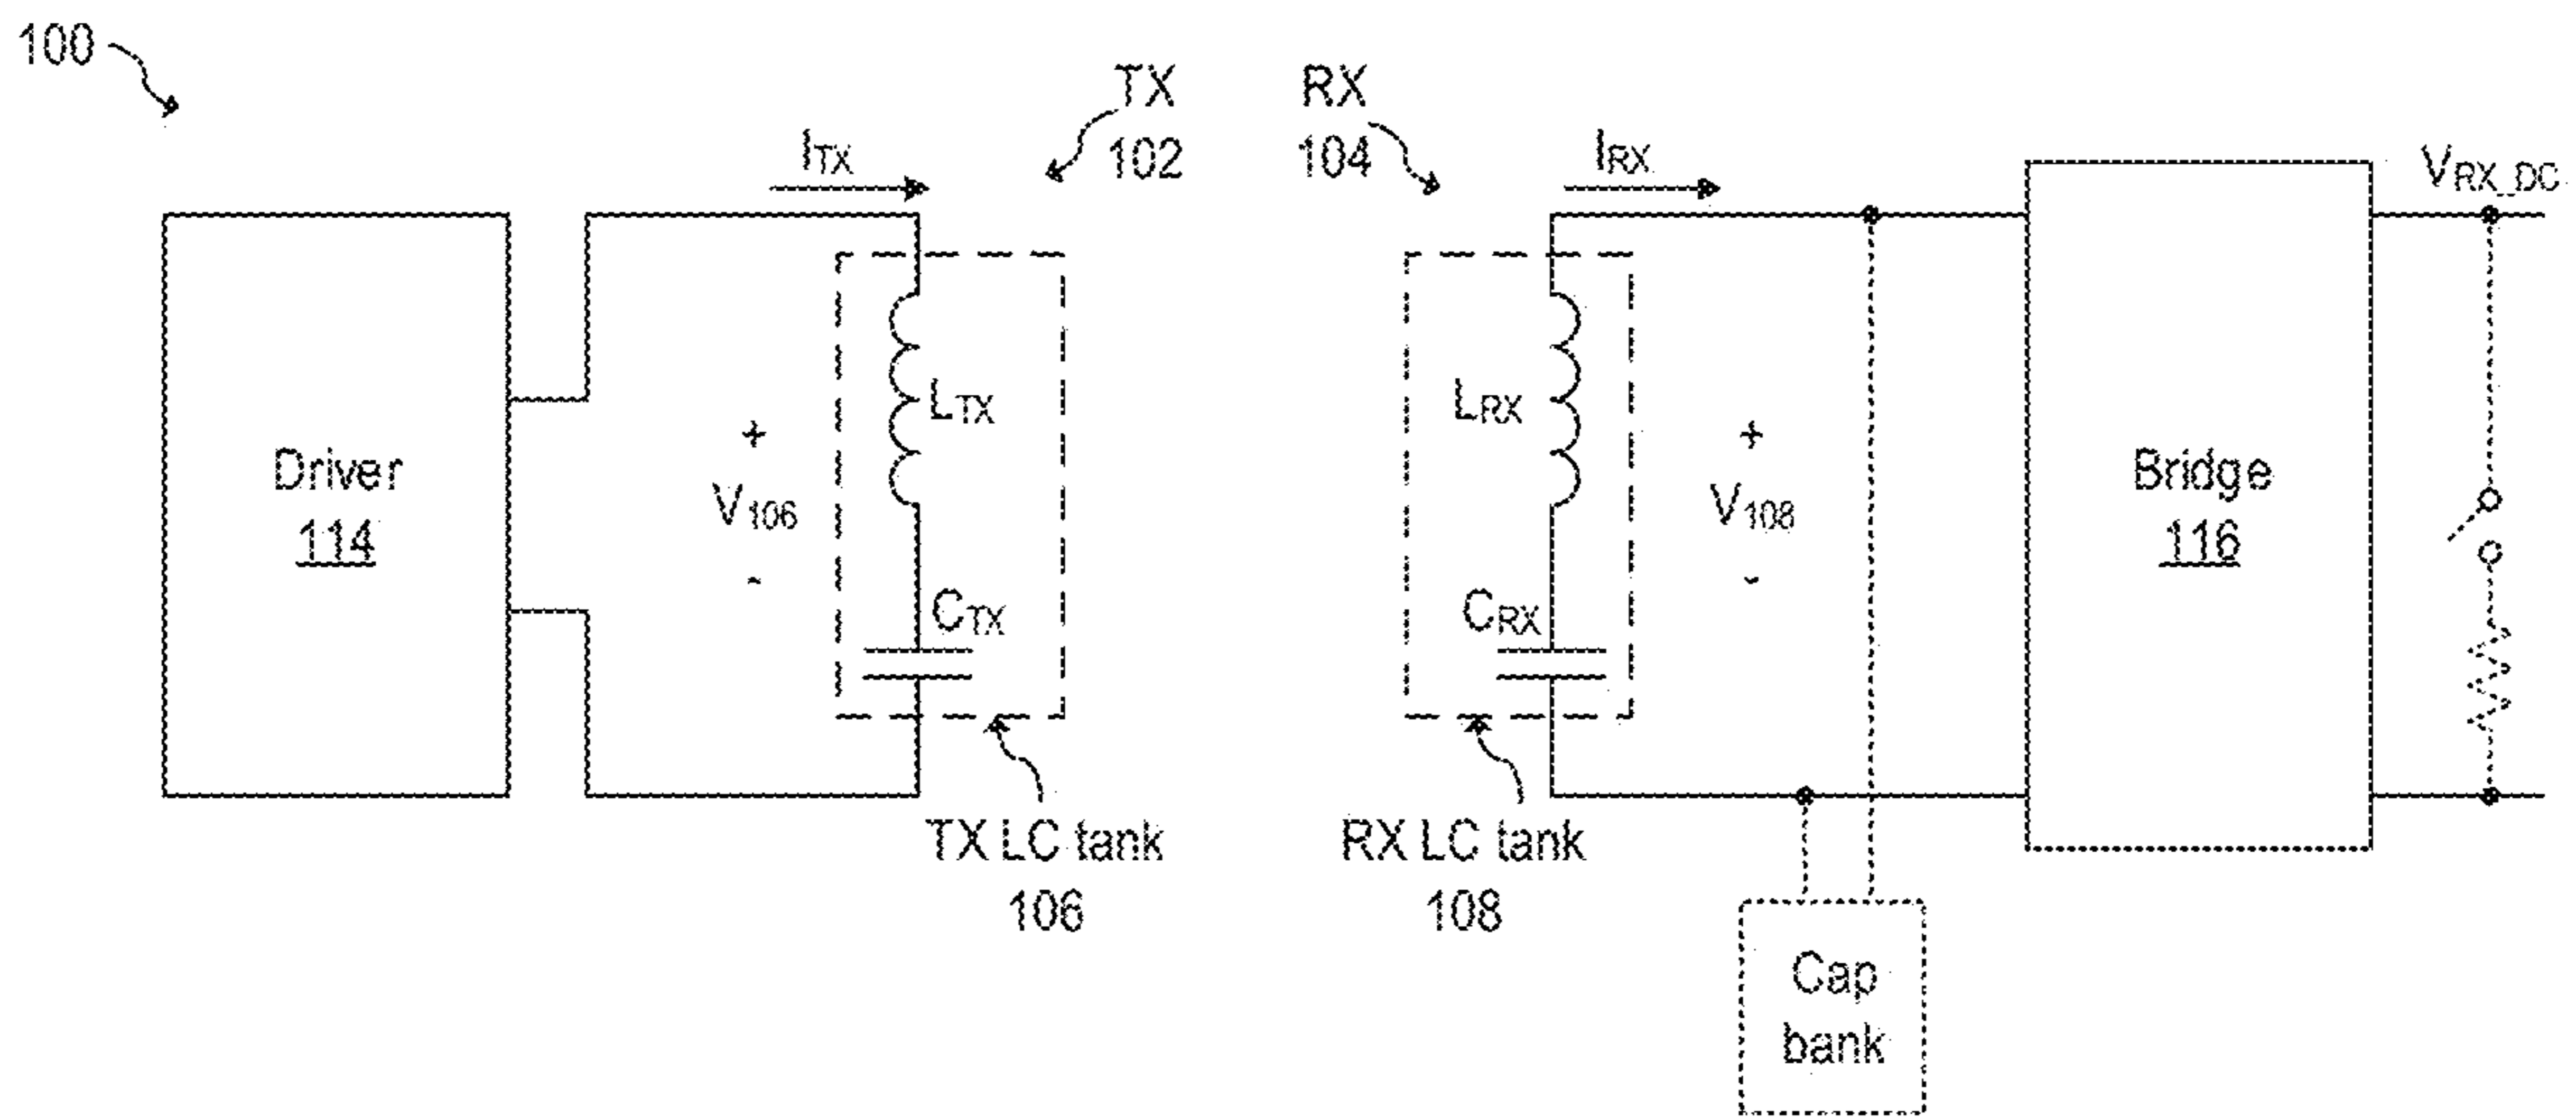 100
TX
102
RX
104
ITX
IRX
VRX_DC
Driver
114
+
V106
-
LTX
CTX
LRX
CRX
+
V108
-
Bridge
116
TX LC tank
106
RX LC tank
108
Cap
bank